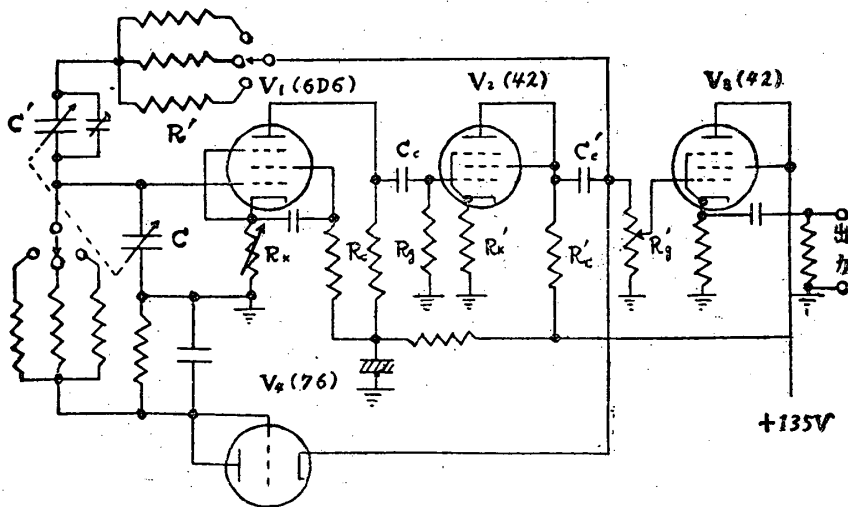 V₁ (6D6)
V₂ (42)
V₃ (42)
C'
R'
C
Cc
Cc'
Rk
Rc
Rg
Rk'
Rc'
Rg'
出力
V₄ (76)
+135V